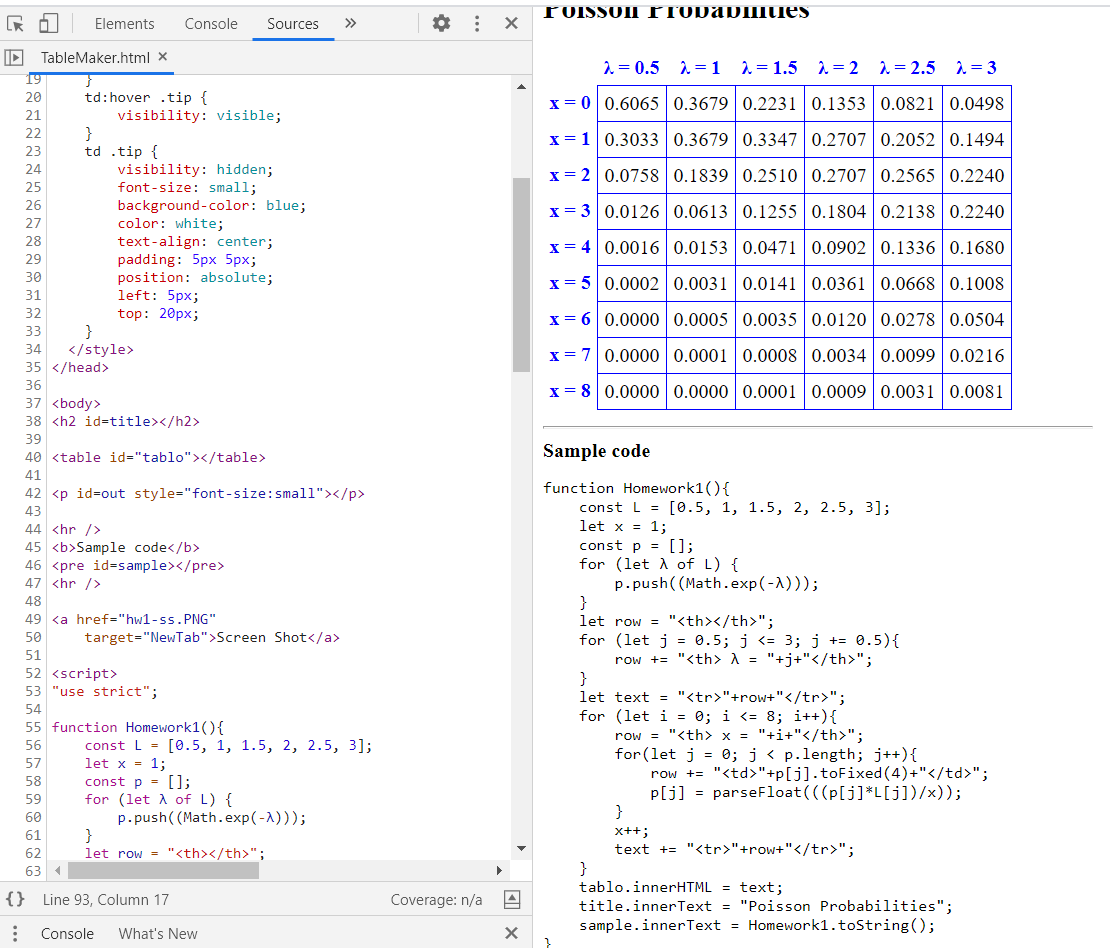 Elements Console Sources »
TableMaker.html ×
19 }
20 td:hover .tip {
21 visibility: visible;
22 }
23 td .tip {
24 visibility: hidden;
25 font-size: small;
26 background-color: blue;
27 color: white;
28 text-align: center;
29 padding: 5px 5px;
30 position: absolute;
31 left: 5px;
32 top: 20px;
33 }
34 </style>
35 </head>
36
37 <body>
38 <h2 id=title></h2>
39
40 <table id="tablo"></table>
41
42 <p id=out style="font-size:small"></p>
43
44 <hr />
45 <b>Sample code</b>
46 <pre id=sample></pre>
47 <hr />
48
49 <a href="hw1-ss.PNG"
50 target="NewTab">Screen Shot</a>
51
52 <script>
53 "use strict";
54
55 function Homework1(){
56 const L = [0.5, 1, 1.5, 2, 2.5, 3];
57 let x = 1;
58 const p = [];
59 for (let λ of L) {
60 p.push((Math.exp(-λ)));
61 }
62 let row = "<th></th>";
63
{} Line 93, Column 17 Coverage: n/a
Console What's New
Poisson Probabilities
λ = 0.5 λ = 1 λ = 1.5 λ = 2 λ = 2.5 λ = 3
x = 0 0.6065 0.3679 0.2231 0.1353 0.0821 0.0498
x = 1 0.3033 0.3679 0.3347 0.2707 0.2052 0.1494
x = 2 0.0758 0.1839 0.2510 0.2707 0.2565 0.2240
x = 3 0.0126 0.0613 0.1255 0.1804 0.2138 0.2240
x = 4 0.0016 0.0153 0.0471 0.0902 0.1336 0.1680
x = 5 0.0002 0.0031 0.0141 0.0361 0.0668 0.1008
x = 6 0.0000 0.0005 0.0035 0.0120 0.0278 0.0504
x = 7 0.0000 0.0001 0.0008 0.0034 0.0099 0.0216
x = 8 0.0000 0.0000 0.0001 0.0009 0.0031 0.0081
Sample code
function Homework1(){
const L = [0.5, 1, 1.5, 2, 2.5, 3];
let x = 1;
const p = [];
for (let λ of L) {
p.push((Math.exp(-λ)));
}
let row = "<th></th>";
for (let j = 0.5; j <= 3; j += 0.5){
row += "<th> λ = "+j+"</th>";
}
let text = "<tr>"+row+"</tr>";
for (let i = 0; i <= 8; i++){
row = "<th> x = "+i+"</th>";
for(let j = 0; j < p.length; j++){
row += "<td>"+p[j].toFixed(4)+"</td>";
p[j] = parseFloat(((p[j]*L[j])/x));
}
x++;
text += "<tr>"+row+"</tr>";
}
tablo.innerHTML = text;
title.innerText = "Poisson Probabilities";
sample.innerText = Homework1.toString();
}